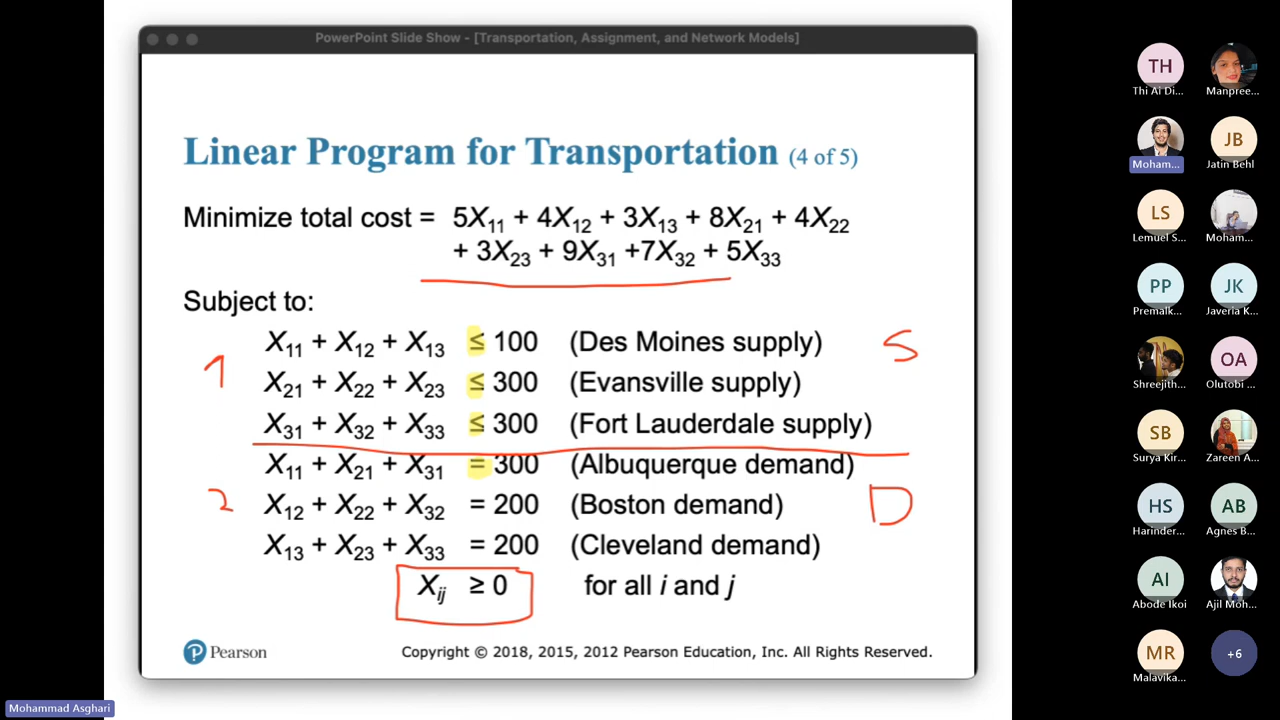 PowerPoint Slide Show - [Transportation, Assignment, and Network Models]
Linear Program for Transportation (4 of 5)
Minimize total cost = 5X11 + 4X12 + 3X13 + 8X21 + 4X22
+ 3X23 + 9X31 +7X32 + 5X33
Subject to:
X11 + X12 + X13 ≤ 100 (Des Moines supply) S
1 X21 + X22 + X23 ≤ 300 (Evansville supply)
X31 + X32 + X33 ≤ 300 (Fort Lauderdale supply)
X11 + X21 + X31 = 300 (Albuquerque demand)
2 X12 + X22 + X32 = 200 (Boston demand) D
X13 + X23 + X33 = 200 (Cleveland demand)
Xij ≥ 0 for all i and j
P Pearson
Copyright © 2018, 2015, 2012 Pearson Education, Inc. All Rights Reserved.
Mohammad Asghari
TH
Thi Ai Di...
Manpree...
Moham...
JB
Jatin Behl
LS
Lemuel S...
Moham...
PP
Premalk...
JK
Javeria K...
Shreejith...
OA
Olutobi ...
SB
Surya Kir...
Zareen A...
HS
Harinder...
AB
Agnes B...
AI
Abode Ikoi
Ajil Moh...
MR
Malavika...
+6